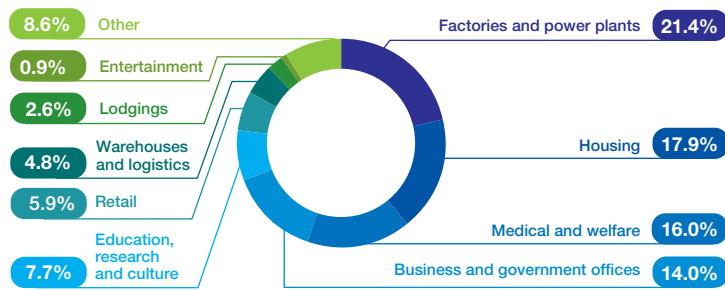 8.6% Other
0.9% Entertainment
2.6% Lodgings
4.8% Warehouses
and logistics
5.9% Retail
7.7% Education,
research
and culture
Factories and power plants 21.4%
Housing 17.9%
Medical and welfare 16.0%
Business and government offices 14.0%